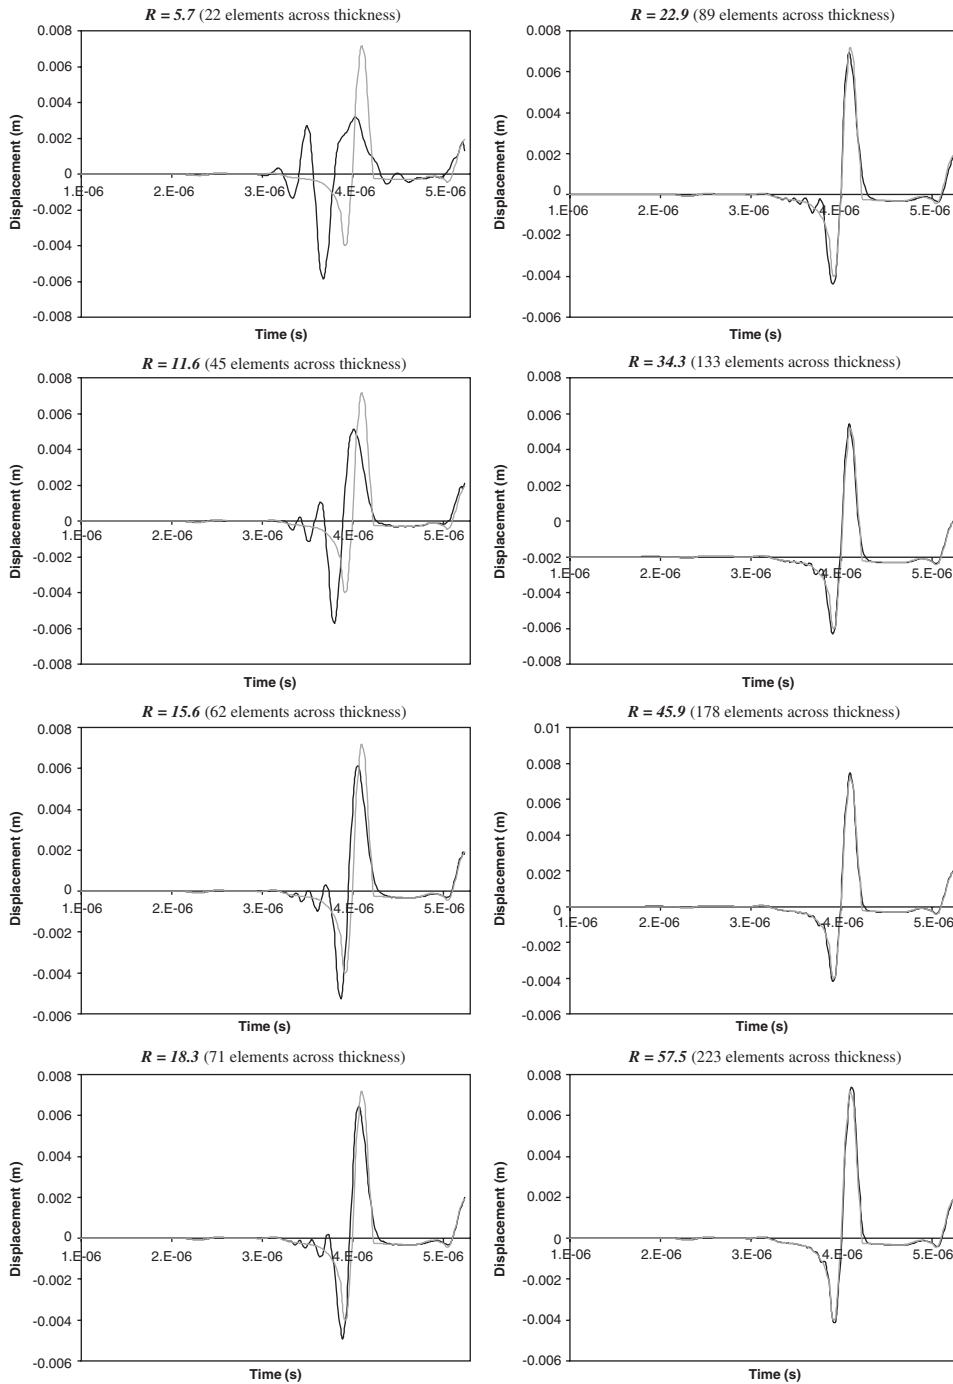 R = 5.7 (22 elements across thickness)
0.008
0.006
0.004
0.002
0
-0.002
-0.004
-0.006
-0.008
1.E-06 2.E-06 3.E-06 4.E-06 5.E-06
Displacement (m)
Time (s)
R = 22.9 (89 elements across thickness)
0.008
0.006
0.004
0.002
0
-0.002
-0.004
-0.006
1.E-06 2.E-06 3.E-06 4.E-06 5.E-06
Displacement (m)
Time (s)
R = 11.6 (45 elements across thickness)
0.008
0.006
0.004
0.002
0
-0.002
-0.004
-0.006
-0.008
1.E-06 2.E-06 3.E-06 4.E-06 5.E-06
Displacement (m)
Time (s)
R = 34.3 (133 elements across thickness)
0.008
0.006
0.004
0.002
0
-0.002
-0.004
-0.006
-0.008
1.E-06 2.E-06 3.E-06 4.E-06 5.E-06
Displacement (m)
Time (s)
R = 15.6 (62 elements across thickness)
0.008
0.006
0.004
0.002
0
-0.002
-0.004
-0.006
1.E-06 2.E-06 3.E-06 4.E-06 5.E-06
Displacement (m)
Time (s)
R = 45.9 (178 elements across thickness)
0.01
0.008
0.006
0.004
0.002
0
-0.002
-0.004
-0.006
1.E-06 2.E-06 3.E-06 4.E-06 5.E-06
Displacement (m)
Time (s)
R = 18.3 (71 elements across thickness)
0.008
0.006
0.004
0.002
0
-0.002
-0.004
-0.006
1.E-06 2.E-06 3.E-06 4.E-06 5.E-06
Displacement (m)
Time (s)
R = 57.5 (223 elements across thickness)
0.008
0.006
0.004
0.002
0
-0.002
-0.004
-0.006
1.E-06 2.E-06 3.E-06 4.E-06 5.E-06
Displacement (m)
Time (s)